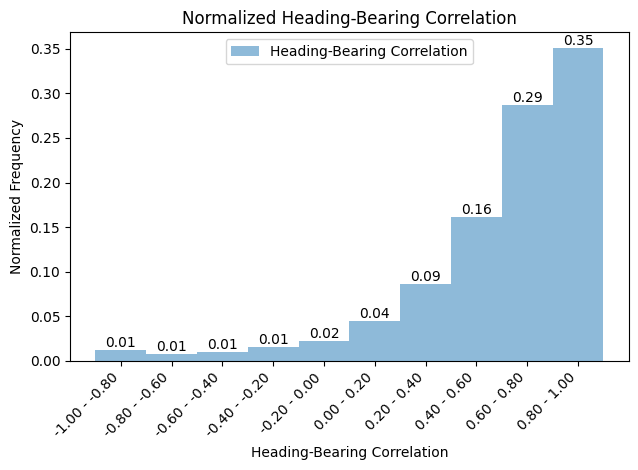 Normalized Heading-Bearing Correlation
Heading-Bearing Correlation
Normalized Frequency
0.35
0.30
0.25
0.20
0.15
0.10
0.05
0.00
0.01
0.01
0.01
0.01
0.02
0.04
0.09
0.16
0.29
0.35
-1.00 - -0.80
-0.80 - -0.60
-0.60 - -0.40
-0.40 - -0.20
-0.20 - 0.00
0.00 - 0.20
0.20 - 0.40
0.40 - 0.60
0.60 - 0.80
0.80 - 1.00
Heading-Bearing Correlation